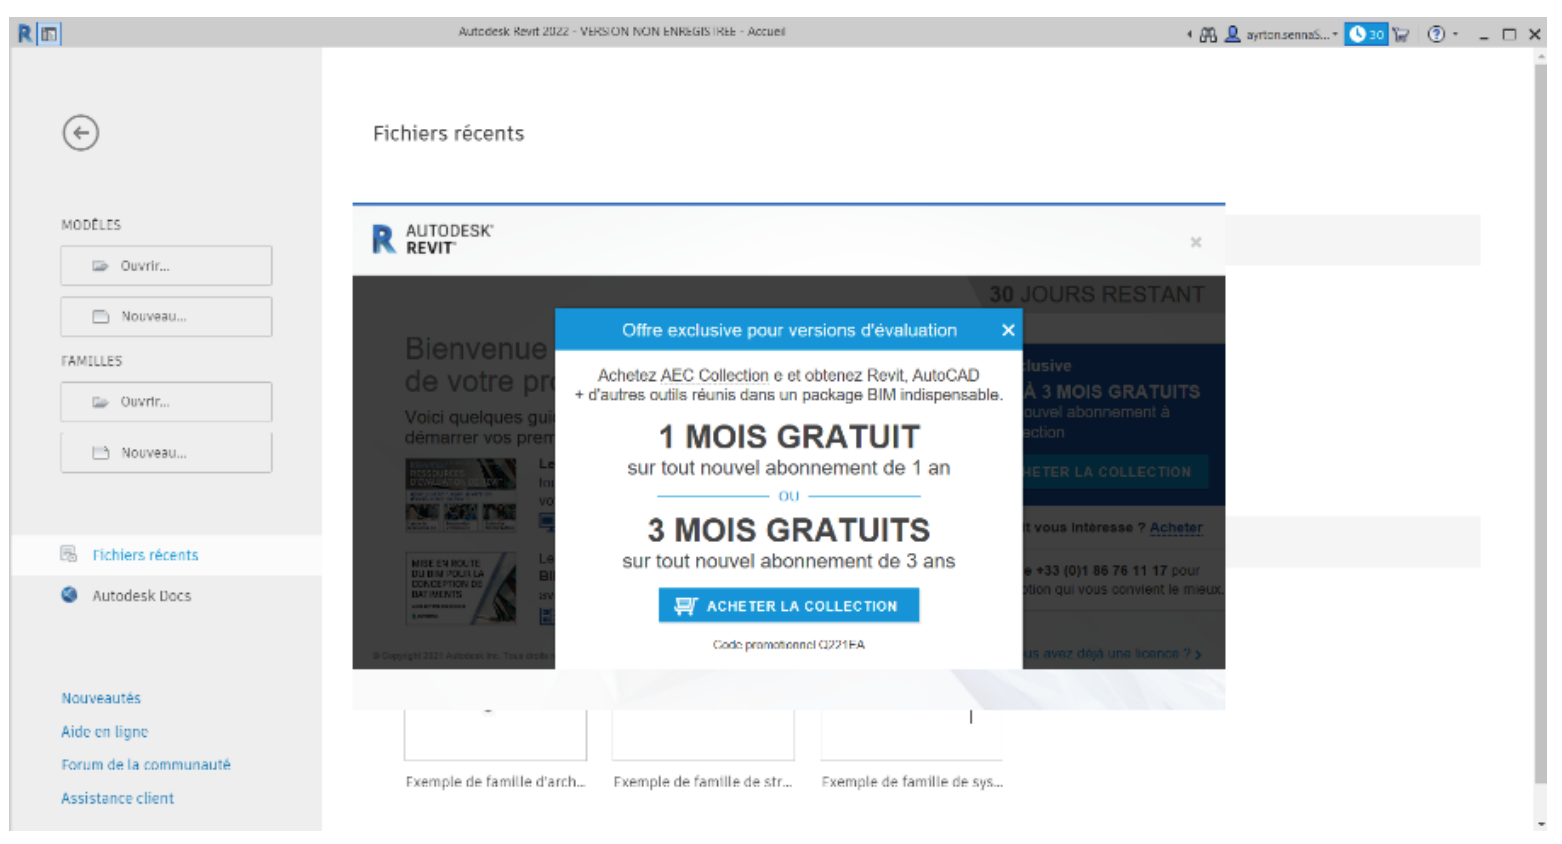 Autodesk Revit 2022 - VERSION NON ENREGISTRÉE - Accueil
ayrton.sennaS...
30
Fichiers récents
MODÈLES
Ouvrir...
Nouveau...
FAMILLES
Ouvrir...
Nouveau...
Fichiers récents
Autodesk Docs
Nouveautés
Aide en ligne
Forum de la communauté
Assistance client
R AUTODESK®
REVIT®
30 JOURS RESTANT
Bienvenue
de votre pr
Voici quelques gui
démarrer vos prem
RESSOURCES
D'ÉVALUATION DE REVIT
MISE EN ROUTE
DU BIM POUR LA
CONCEPTION DE
BATIMENTS
Offre exclusive pour versions d'évaluation
Achetez AEC Collection e et obtenez Revit, AutoCAD
+ d'autres outils réunis dans un package BIM indispensable.
1 MOIS GRATUIT
sur tout nouvel abonnement de 1 an
OU
3 MOIS GRATUITS
sur tout nouvel abonnement de 3 ans
ACHETER LA COLLECTION
Code promotionnel Q221EA
clusive
À 3 MOIS GRATUITS
ouvel abonnement à
ection
HETER LA COLLECTION
it vous intéresse ? Acheter
e +33 (0)1 86 76 11 17 pour
ption qui vous convient le mieux.
us avez déjà une licence ? >
© Copyright 2021 Autodesk Inc. Tous droits
Exemple de famille d'arch...
Exemple de famille de str...
Exemple de famille de sys...